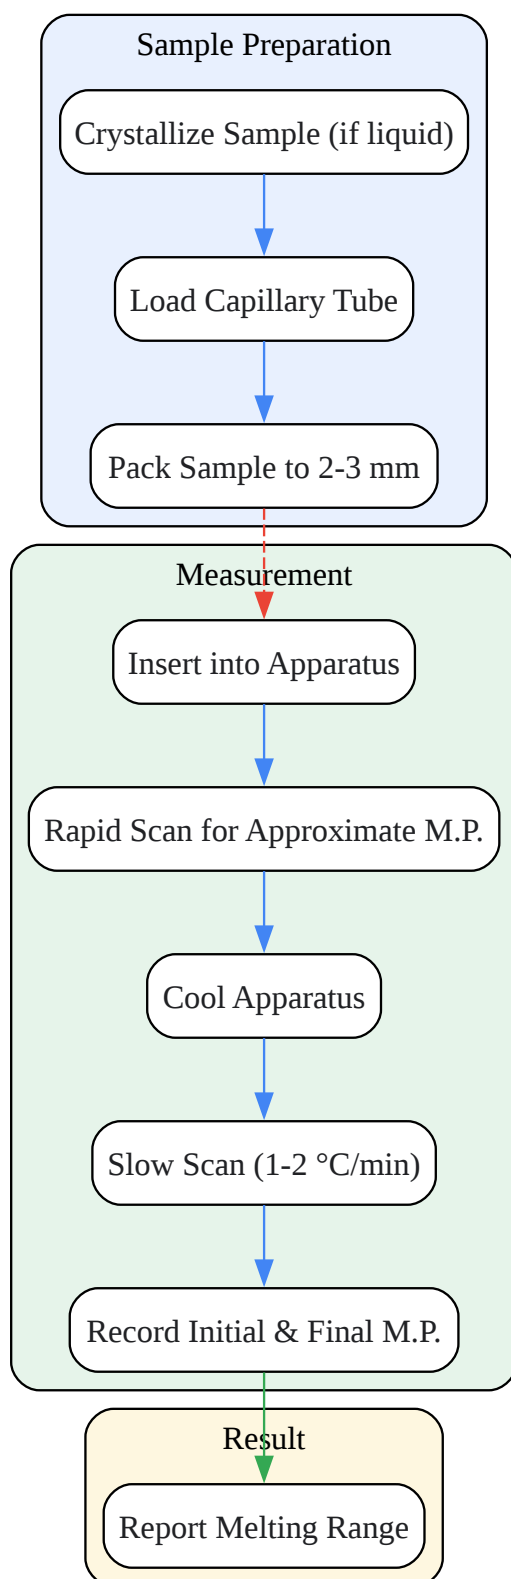 Sample Preparation
Crystallize Sample (if liquid)
Load Capillary Tube
Pack Sample to 2-3 mm
Measurement
Insert into Apparatus
Rapid Scan for Approximate M.P.
Cool Apparatus
Slow Scan (1-2 °C/min)
Record Initial & Final M.P.
Result
Report Melting Range